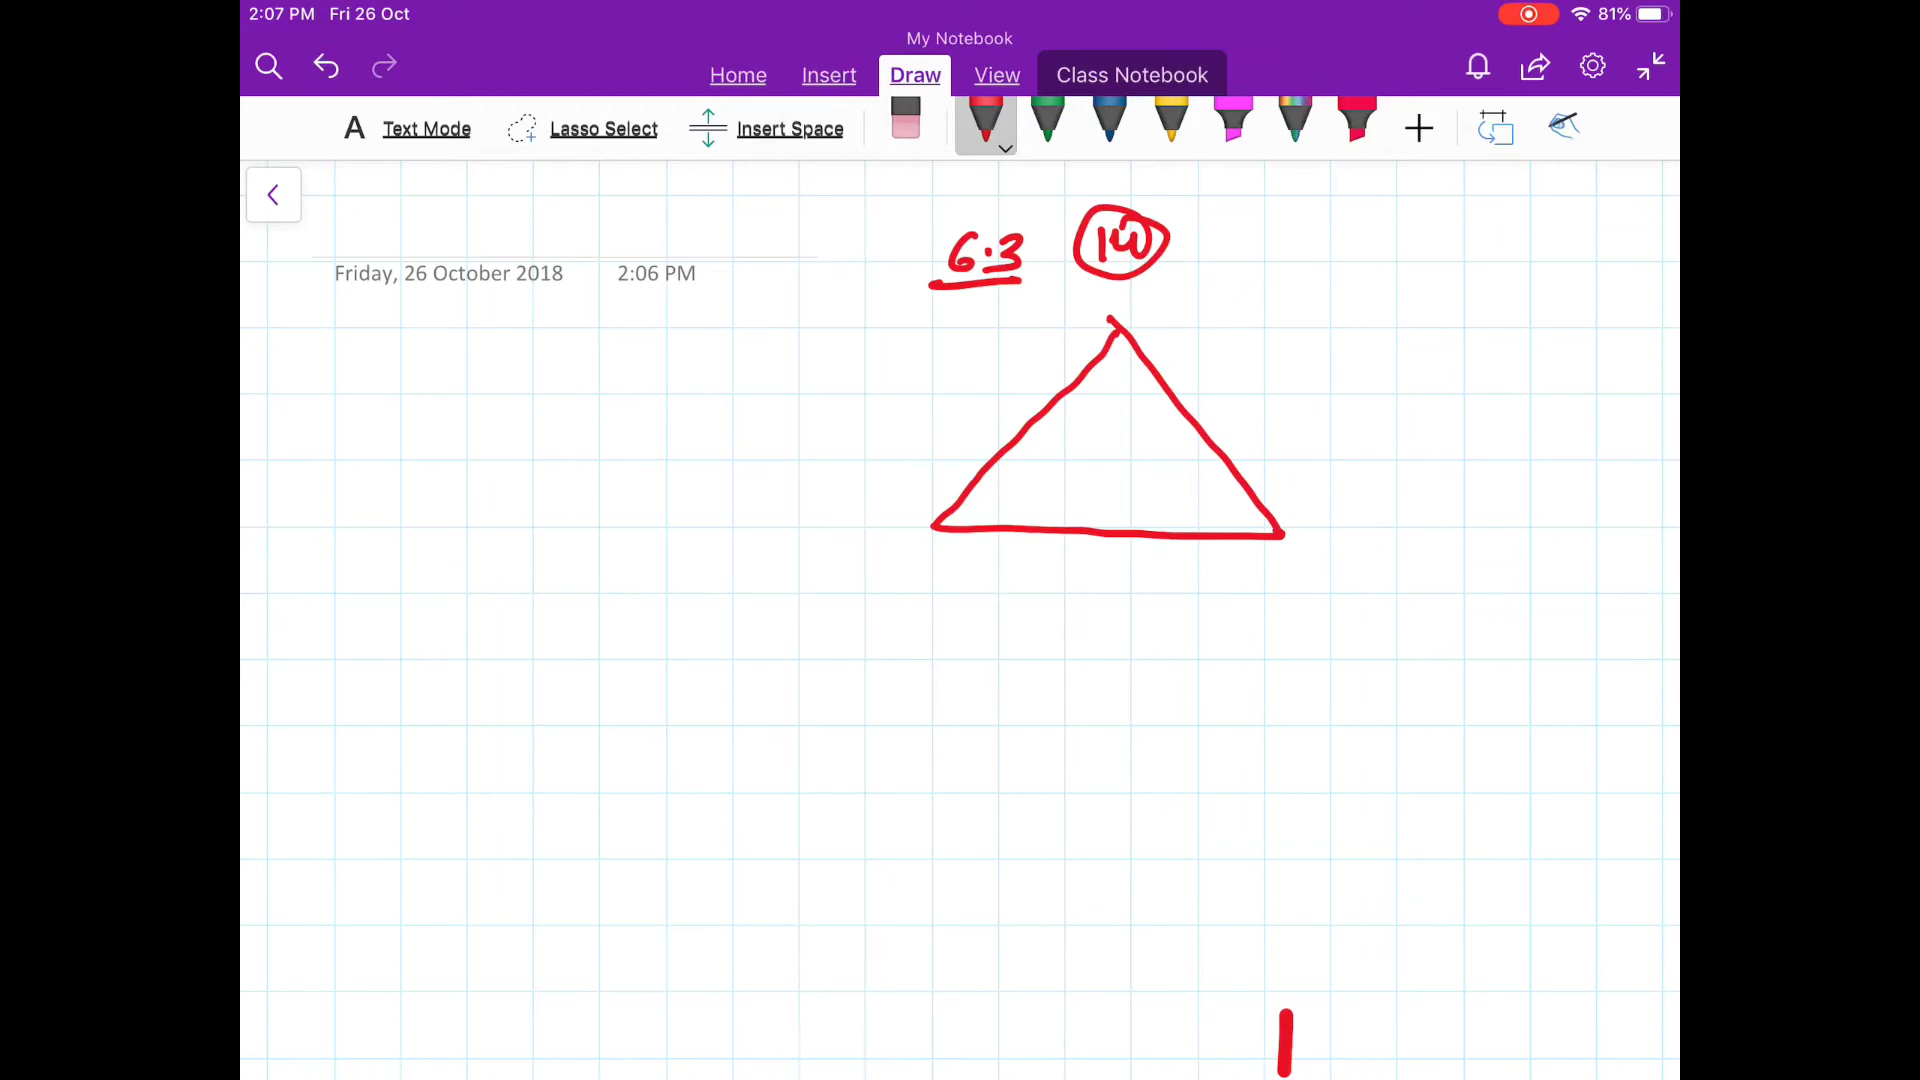 2:07 PM Fri 26 Oct 81%
My Notebook
Home Insert Draw View Class Notebook
A Text Mode Lasso Select Insert Space
6.3 14
Friday, 26 October 2018 2:06 PM